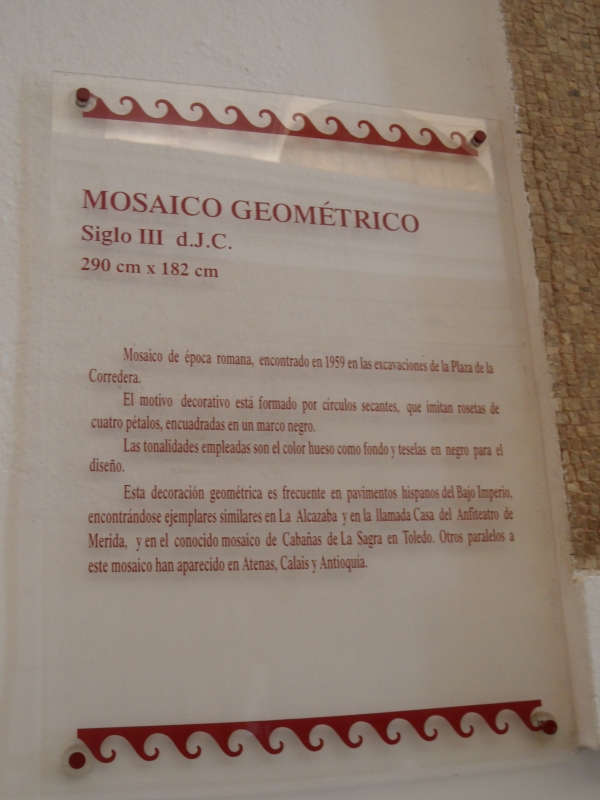 MOSAICO GEOMÉTRICO
Siglo III d.J.C.
290 cm x 182 cm
Mosaico de época romana, encontrado en 1959 en las excavaciones de la Plaza de la
Corredera.
El motivo decorativo está formado por círculos secantes, que imitan rosetas de
cuatro pétalos, encuadradas en un marco negro.
Las tonalidades empleadas son el color hueso como fondo y teselas en negro para el
diseño.
Esta decoración geométrica es frecuente en pavimentos hispanos del Bajo Imperio,
encontrándose ejemplares similares en La Alcazaba y en la llamada Casa del Anfiteatro de
Merida, y en el conocido mosaico de Cabañas de La Sagra en Toledo. Otros paralelos a
este mosaico han aparecido en Atenas, Calais y Antioquía.